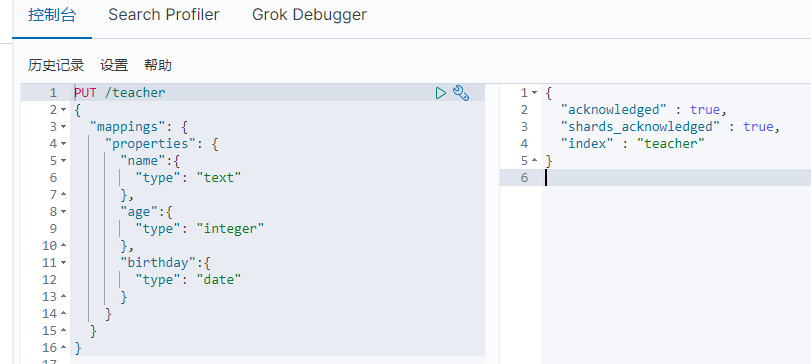 控制台 Search Profiler Grok Debugger
历史记录 设置 帮助
1 PUT /teacher
2 {
3 "mappings": {
4 "properties": {
5 "name":{
6 "type": "text"
7 },
8 "age":{
9 "type": "integer"
10 },
11 "birthday":{
12 "type": "date"
13 }
14 }
15 }
16 }
17
1 {
2 "acknowledged" : true,
3 "shards_acknowledged" : true,
4 "index" : "teacher"
5 }
6